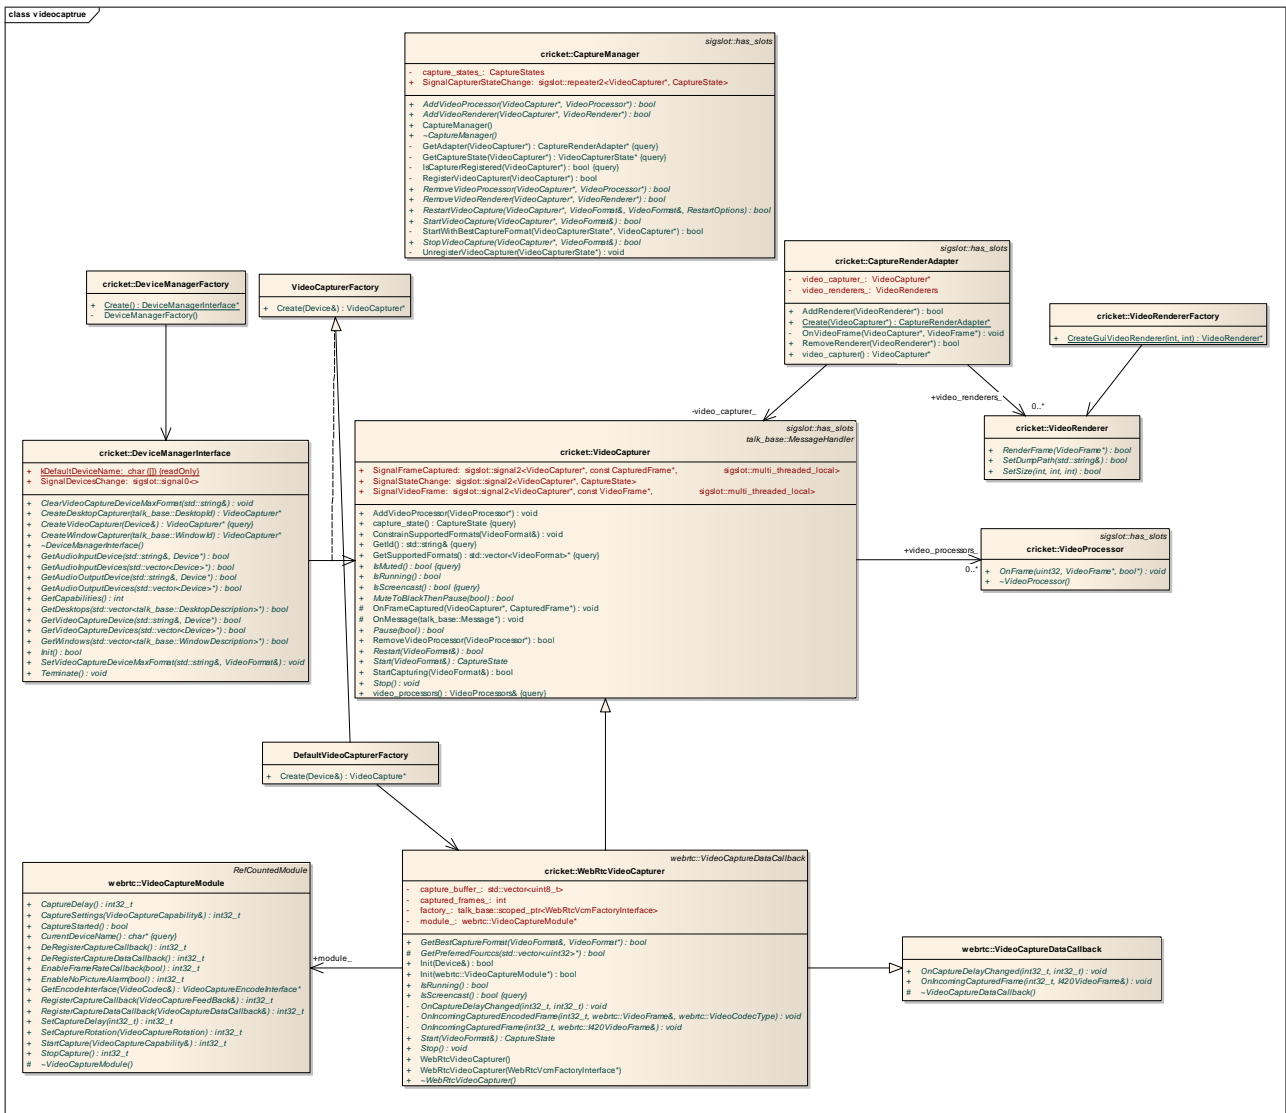 class videocaptrue
sigslot::has_slots
cricket::CaptureManager
- capture_states_: CaptureStates
+ SignalCapturerStateChange: sigslot::repeater2<VideoCapturer*, CaptureState>
+ AddVideoProcessor(VideoCapturer*, VideoProcessor*) : bool
+ AddVideoRenderer(VideoCapturer*, VideoRenderer*) : bool
+ CaptureManager()
+ ~CaptureManager()
- GetAdapter(VideoCapturer*) : CaptureRenderAdapter* {query}
- GetCaptureState(VideoCapturer*) : VideoCapturerState* {query}
- IsCapturerRegistered(VideoCapturer*) : bool {query}
- RegisterVideoCapturer(VideoCapturer*) : bool
+ RemoveVideoProcessor(VideoCapturer*, VideoProcessor*) : bool
+ RemoveVideoRenderer(VideoCapturer*, VideoRenderer*) : bool
+ RestartVideoCapture(VideoCapturer*, VideoFormat&, VideoFormat&, RestartOptions) : bool
+ StartVideoCapture(VideoCapturer*, VideoFormat&) : bool
- StartWithBestCaptureFormat(VideoCapturerState*, VideoCapturer*) : bool
+ StopVideoCapture(VideoCapturer*, VideoFormat&) : bool
- UnregisterVideoCapturer(VideoCapturerState*) : void
sigslot::has_slots
cricket::CaptureRenderAdapter
- video_capturer_: VideoCapturer*
- video_renderers_: VideoRenderers
+ AddRenderer(VideoRenderer*) : bool
+ Create(VideoCapturer*) : CaptureRenderAdapter*
- OnVideoFrame(VideoCapturer*, VideoFrame*) : void
+ RemoveRenderer(VideoRenderer*) : bool
+ video_capturer() : VideoCapturer*
cricket::DeviceManagerFactory
+ Create() : DeviceManagerInterface*
- DeviceManagerFactory()
VideoCapturerFactory
+ Create(Device&) : VideoCapturer*
cricket::VideoRendererFactory
+ CreateGuiVideoRenderer(int, int) : VideoRenderer*
-video_capturer_
+video_renderers_
0..*
cricket::VideoRenderer
+ RenderFrame(VideoFrame*) : bool
+ SetDumpPath(std::string&) : bool
+ SetSize(int, int, int) : bool
cricket::DeviceManagerInterface
+ kDefaultDeviceName: char ([]) {readOnly}
+ SignalDevicesChange: sigslot::signal0<>
+ ClearVideoCaptureDeviceMaxFormat(std::string&) : void
+ CreateDesktopCapturer(talk_base::DesktopId) : VideoCapturer*
+ CreateVideoCapturer(Device&) : VideoCapturer* {query}
+ CreateWindowCapturer(talk_base::WindowId) : VideoCapturer*
+ ~DeviceManagerInterface()
+ GetAudioInputDevice(std::string&, Device*) : bool
+ GetAudioInputDevices(std::vector<Device>*) : bool
+ GetAudioOutputDevice(std::string&, Device*) : bool
+ GetAudioOutputDevices(std::vector<Device>*) : bool
+ GetCapabilities() : int
+ GetDesktops(std::vector<talk_base::DesktopDescription>*) : bool
+ GetVideoCaptureDevice(std::string&, Device*) : bool
+ GetVideoCaptureDevices(std::vector<Device>*) : bool
+ GetWindows(std::vector<talk_base::WindowDescription>*) : bool
+ Init() : bool
+ SetVideoCaptureDeviceMaxFormat(std::string&, VideoFormat&) : void
+ Terminate() : void
sigslot::has_slots
talk_base::MessageHandler
cricket::VideoCapturer
+ SignalFrameCaptured: sigslot::signal2<VideoCapturer*, const CapturedFrame*, sigslot::multi_threaded_local>
+ SignalStateChange: sigslot::signal2<VideoCapturer*, CaptureState>
+ SignalVideoFrame: sigslot::signal2<VideoCapturer*, const VideoFrame*, sigslot::multi_threaded_local>
+ AddVideoProcessor(VideoProcessor*) : void
+ capture_state() : CaptureState {query}
+ ConstrainSupportedFormats(VideoFormat&) : void
+ GetId() : std::string& {query}
+ GetSupportedFormats() : std::vector<VideoFormat>* {query}
+ IsMuted() : bool {query}
+ IsRunning() : bool
+ IsScreencast() : bool {query}
+ MuteToBlackThenPause(bool) : bool
# OnFrameCaptured(VideoCapturer*, CapturedFrame*) : void
# OnMessage(talk_base::Message*) : void
+ Pause(bool) : bool
+ RemoveVideoProcessor(VideoProcessor*) : bool
+ Restart(VideoFormat&) : bool
+ Start(VideoFormat&) : CaptureState
+ StartCapturing(VideoFormat&) : bool
+ Stop() : void
+ video_processors() : VideoProcessors& {query}
+video_processors_
0..*
sigslot::has_slots
cricket::VideoProcessor
+ OnFrame(uint32, VideoFrame*, bool*) : void
+ ~VideoProcessor()
DefaultVideoCapturerFactory
+ Create(Device&) : VideoCapture*
RefCountedModule
webrtc::VideoCaptureModule
+ CaptureDelay() : int32_t
+ CaptureSettings(VideoCaptureCapability&) : int32_t
+ CaptureStarted() : bool
+ CurrentDeviceName() : char* {query}
+ DeRegisterCaptureCallback() : int32_t
+ DeRegisterCaptureDataCallback() : int32_t
+ EnableFrameRateCallback(bool) : int32_t
+ EnableNoPictureAlarm(bool) : int32_t
+ GetEncodeInterface(VideoCodec&) : VideoCaptureEncodeInterface*
+ RegisterCaptureCallback(VideoCaptureFeedBack&) : int32_t
+ RegisterCaptureDataCallback(VideoCaptureDataCallback&) : int32_t
+ SetCaptureDelay(int32_t) : int32_t
+ SetCaptureRotation(VideoCaptureRotation) : int32_t
+ StartCapture(VideoCaptureCapability&) : int32_t
+ StopCapture() : int32_t
# ~VideoCaptureModule()
+module_
webrtc::VideoCaptureDataCallback
cricket::WebRtcVideoCapturer
- capture_buffer_: std::vector<uint8_t>
- captured_frames_: int
- factory_: talk_base::scoped_ptr<WebRtcVcmFactoryInterface>
- module_: webrtc::VideoCaptureModule*
+ GetBestCaptureFormat(VideoFormat&, VideoFormat*) : bool
# GetPreferredFourccs(std::vector<uint32>*) : bool
+ Init(Device&) : bool
+ Init(webrtc::VideoCaptureModule*) : bool
+ IsRunning() : bool
+ IsScreencast() : bool {query}
- OnCaptureDelayChanged(int32_t, int32_t) : void
- OnIncomingCapturedEncodedFrame(int32_t, webrtc::VideoFrame&, webrtc::VideoCodecType) : void
- OnIncomingCapturedFrame(int32_t, webrtc::I420VideoFrame&) : void
+ Start(VideoFormat&) : CaptureState
+ Stop() : void
+ WebRtcVideoCapturer()
+ WebRtcVideoCapturer(WebRtcVcmFactoryInterface*)
+ ~WebRtcVideoCapturer()
webrtc::VideoCaptureDataCallback
+ OnCaptureDelayChanged(int32_t, int32_t) : void
+ OnIncomingCapturedFrame(int32_t, I420VideoFrame&) : void
# ~VideoCaptureDataCallback()